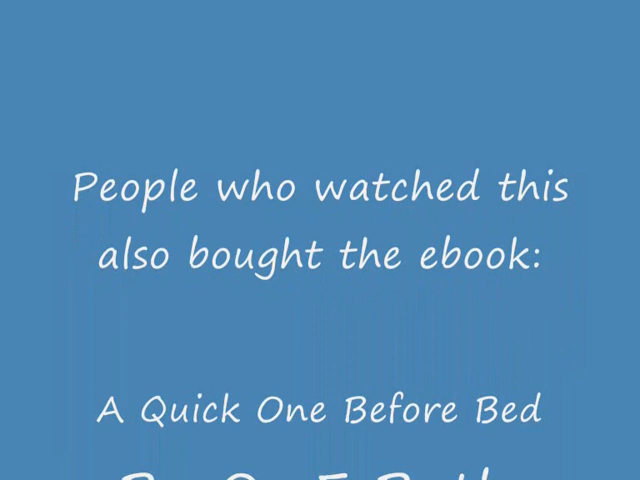 People who watched this
also bought the ebook:
A Quick One Before Bed